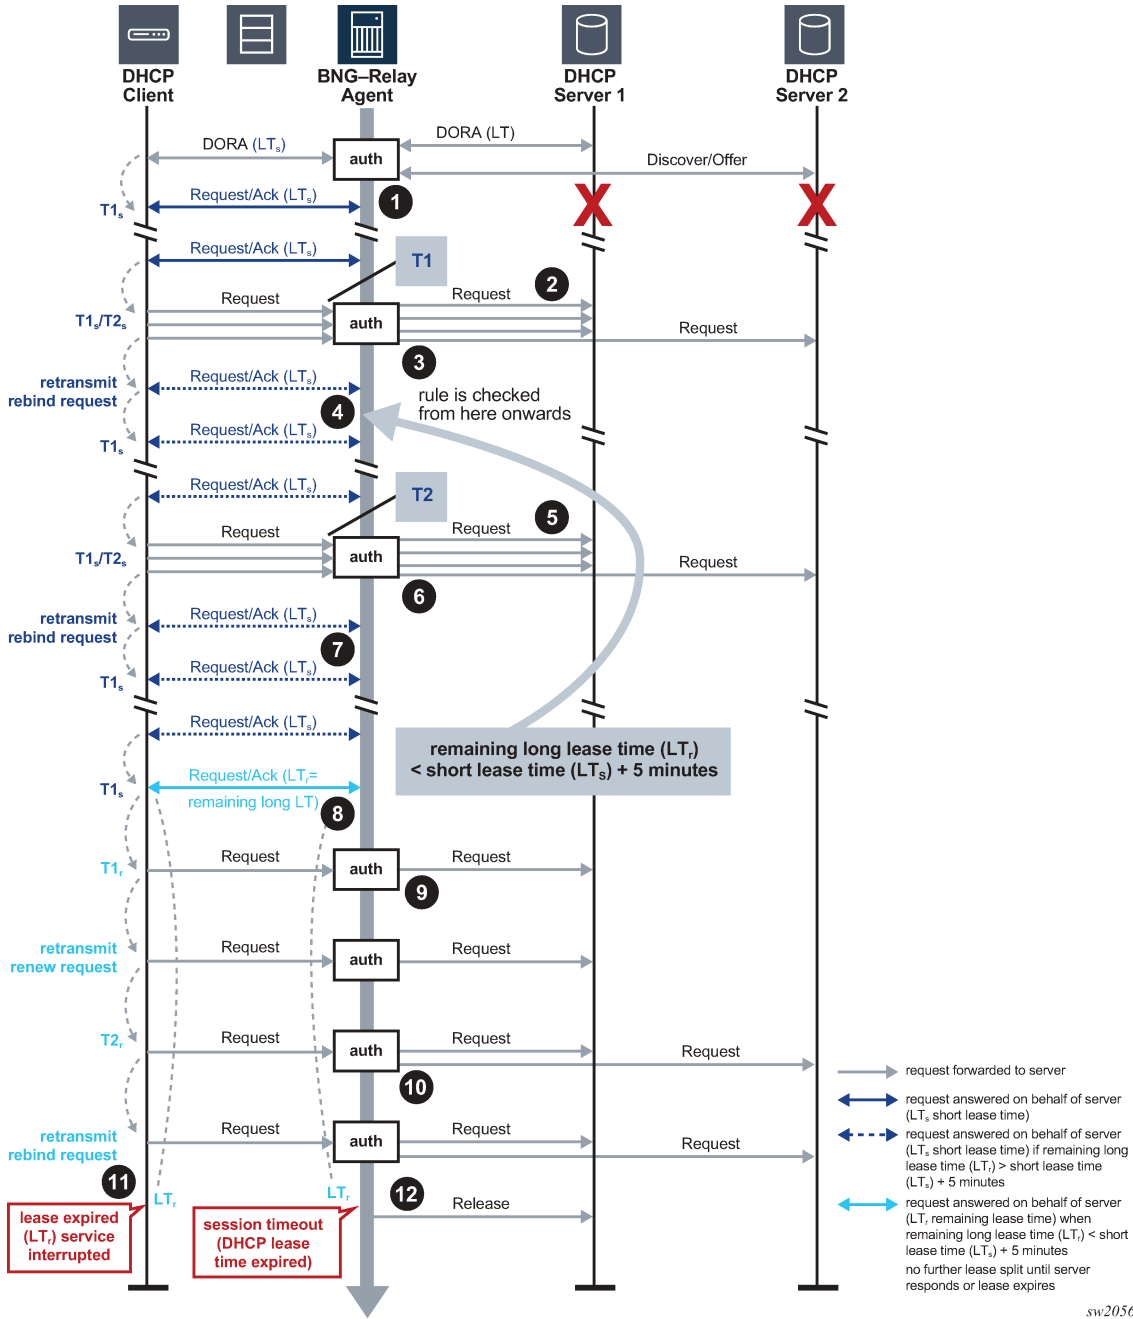 DHCP
Client
BNG–Relay
Agent
DHCP
Server 1
DHCP
Server 2
DORA (LTs)
auth
DORA (LT)
Discover/Offer
T1s
Request/Ack (LTs)
1
X
X
Request/Ack (LTs)
T1
T1s/T2s
Request
auth
Request
2
Request
3
retransmit
rebind request
Request/Ack (LTs)
4
rule is checked
from here onwards
T1s
Request/Ack (LTs)
Request/Ack (LTs)
T2
T1s/T2s
Request
auth
Request
5
Request
6
retransmit
rebind request
Request/Ack (LTs)
7
T1s
Request/Ack (LTs)
Request/Ack (LTs)
remaining long lease time (LTr)
< short lease time (LTS) + 5 minutes
T1s
Request/Ack (LTr=
remaining long LT)
8
T1r
Request
auth
Request
9
retransmit
renew request
Request
auth
Request
T2r
Request
auth
Request
Request
10
retransmit
rebind request
Request
auth
Request
Request
11
LTr
LTr
12
Release
lease expired
(LTr) service
interrupted
session timeout
(DHCP lease
time expired)
request forwarded to server
request answered on behalf of server
(LTs short lease time)
request answered on behalf of server
(LTs short lease time) if remaining long
lease time (LTr) > short lease time
(LTs) + 5 minutes
request answered on behalf of server
(LTr remaining lease time) when
remaining long lease time (LTr) < short
lease time (LTs) + 5 minutes
no further lease split until server
responds or lease expires
sw2056